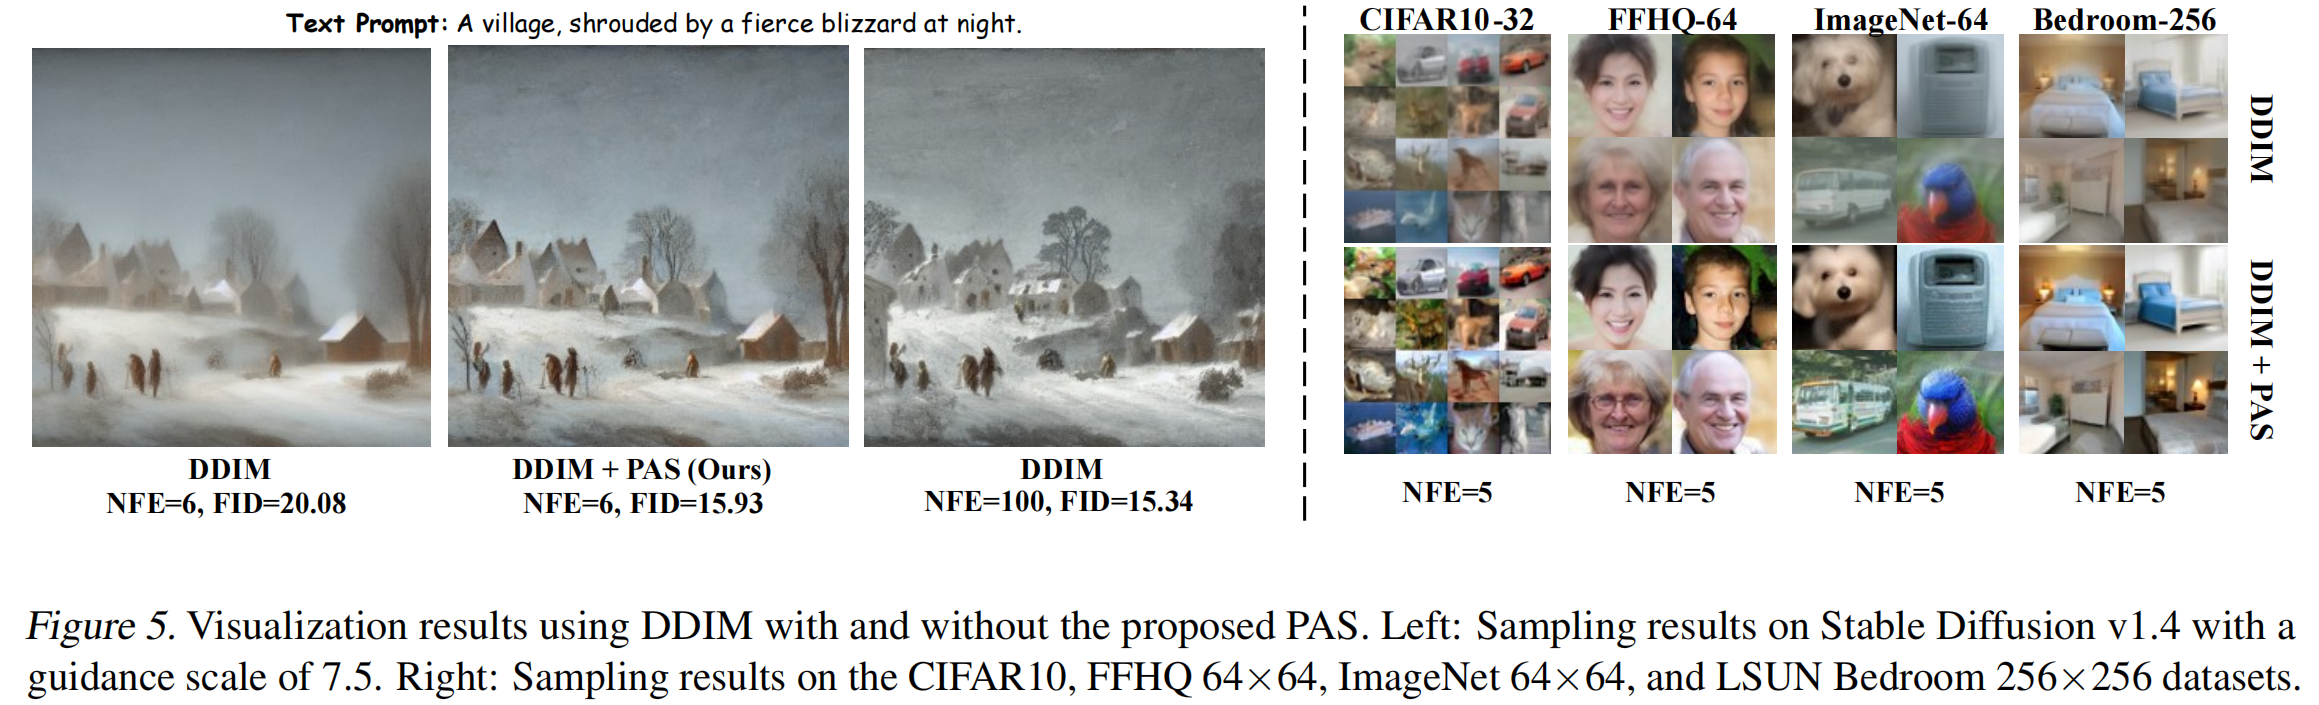 Text Prompt: A village, shrouded by a fierce blizzard at night.
DDIM
NFE=6, FID=20.08
DDIM + PAS (Ours)
NFE=6, FID=15.93
DDIM
NFE=100, FID=15.34
CIFAR10-32
FFHQ-64
ImageNet-64
Bedroom-256
DDIM
DDIM + PAS
NFE=5
NFE=5
NFE=5
NFE=5
Figure 5. Visualization results using DDIM with and without the proposed PAS. Left: Sampling results on Stable Diffusion v1.4 with a
guidance scale of 7.5. Right: Sampling results on the CIFAR10, FFHQ 64×64, ImageNet 64×64, and LSUN Bedroom 256×256 datasets.